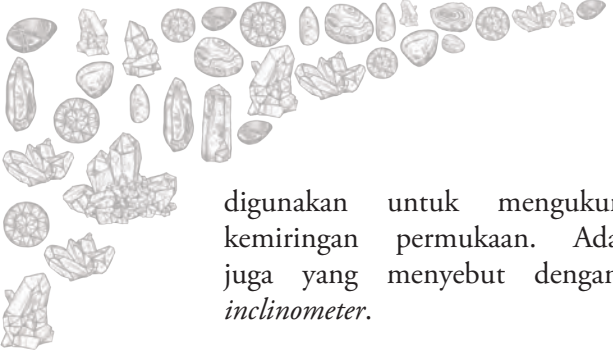 digunakan untuk mengukur
kemiringan permukaan. Ada
juga yang menyebut dengan
inclinometer.